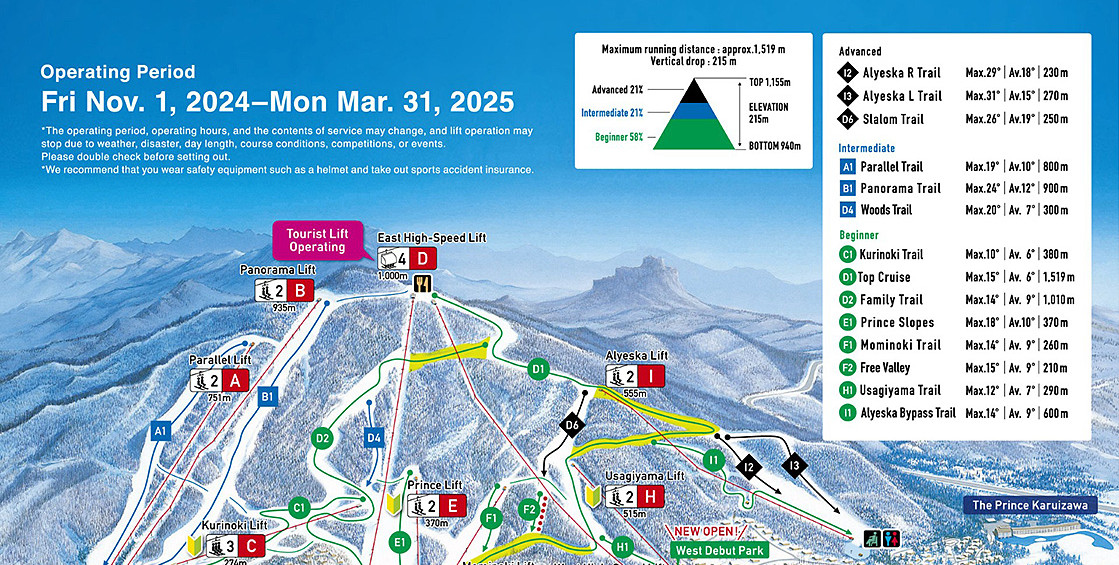 Operating Period
Fri Nov. 1, 2024–Mon Mar. 31, 2025
*The operating period, operating hours, and the contents of service may change, and lift operation may
stop due to weather, disaster, day length, course conditions, competitions, or events.
Please double check before setting out.
*We recommend that you wear safety equipment such as a helmet and take out sports accident insurance.
Maximum running distance : approx.1,519 m
Vertical drop : 215 m
Advanced 21%
Intermediate 21%
Beginner 58%
TOP 1,155m
ELEVATION
215m
BOTTOM 940m
Advanced
I2 Alyeska R Trail Max.29° Av.18° 230m
I3 Alyeska L Trail Max.31° Av.15° 270m
D6 Slalom Trail Max.26° Av.19° 250m
Intermediate
A1 Parallel Trail Max.19° Av.10° 800m
B1 Panorama Trail Max.24° Av.12° 900m
D4 Woods Trail Max.20° Av. 7° 300m
Beginner
C1 Kurinoki Trail Max.10° Av. 6° 380m
D1 Top Cruise Max.15° Av. 6° 1,519m
D2 Family Trail Max.14° Av. 9° 1,010m
E1 Prince Slopes Max.18° Av.10° 370m
F1 Mominoki Trail Max.14° Av. 9° 260m
F2 Free Valley Max.15° Av. 9° 210m
H1 Usagiyama Trail Max.12° Av. 7° 290m
I1 Alyeska Bypass Trail Max.14° Av. 9° 600m
Tourist Lift
Operating
East High-Speed Lift
4 D
1,000m
Panorama Lift
2 B
935m
Parallel Lift
2 A
751m
Alyeska Lift
2 I
555m
D1
B1
A1
D2
D4
D6
I1
I2
I3
Prince Lift
2 E
370m
Usagiyama Lift
2 H
515m
C1
F1
F2
Kurinoki Lift
3 C
274m
E1
H1
NEW OPEN!
West Debut Park
The Prince Karuizawa